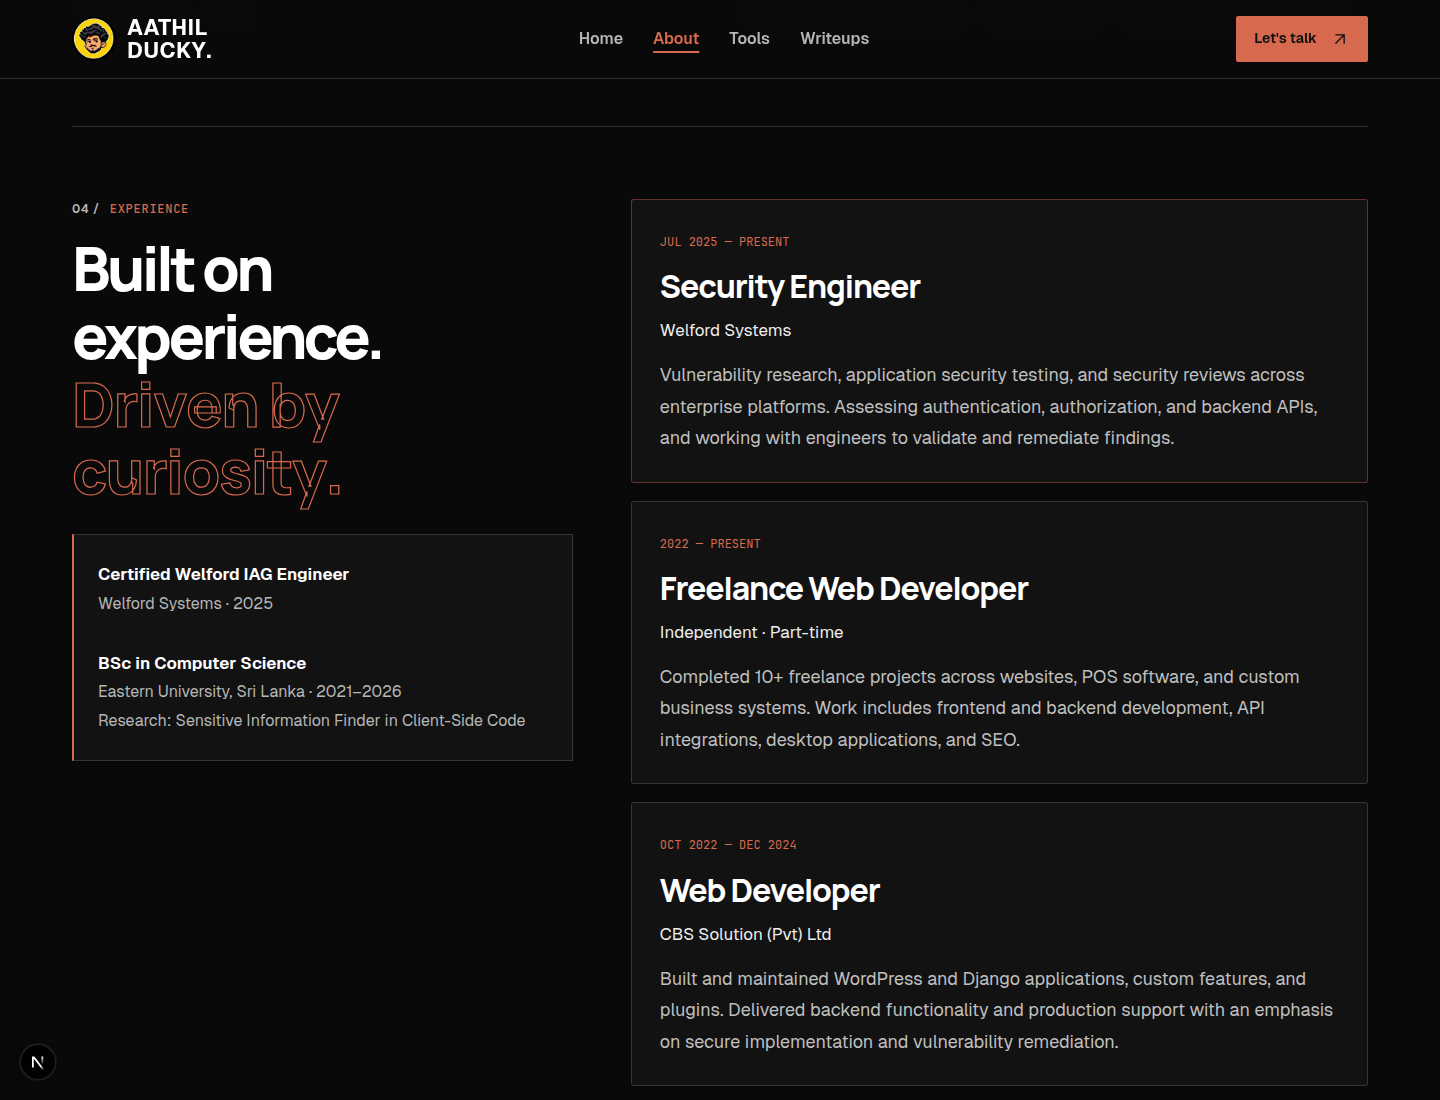 AATHIL
DUCKY.
Home
About
Tools
Writeups
Let's talk
04 / EXPERIENCE
Built on
experience.
Driven by
curiosity.
Certified Welford IAG Engineer
Welford Systems · 2025
BSc in Computer Science
Eastern University, Sri Lanka · 2021–2026
Research: Sensitive Information Finder in Client-Side Code
JUL 2025 — PRESENT
Security Engineer
Welford Systems
Vulnerability research, application security testing, and security reviews across
enterprise platforms. Assessing authentication, authorization, and backend APIs,
and working with engineers to validate and remediate findings.
2022 — PRESENT
Freelance Web Developer
Independent · Part-time
Completed 10+ freelance projects across websites, POS software, and custom
business systems. Work includes frontend and backend development, API
integrations, desktop applications, and SEO.
OCT 2022 — DEC 2024
Web Developer
CBS Solution (Pvt) Ltd
Built and maintained WordPress and Django applications, custom features, and
plugins. Delivered backend functionality and production support with an emphasis
on secure implementation and vulnerability remediation.
N